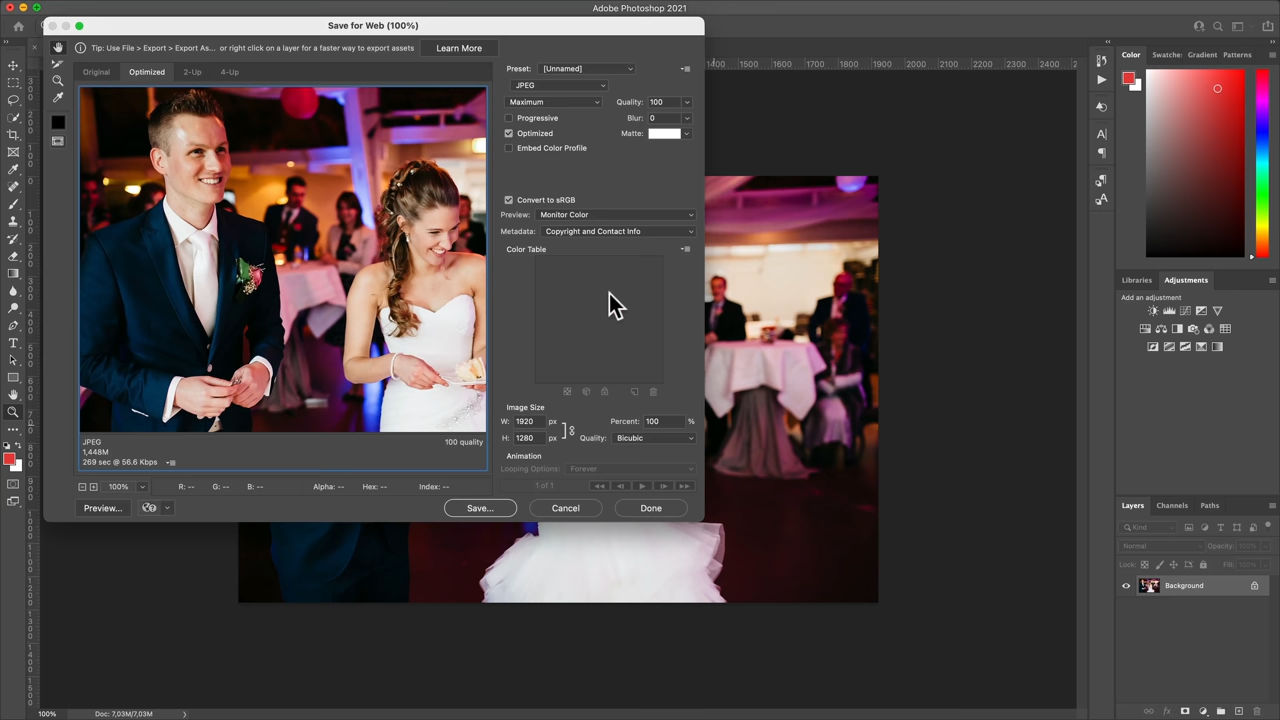 Adobe Photoshop 2021
Save for Web (100%)
Tip: Use File > Export > Export As... or right click on a layer for a faster way to export assets
Learn More
Original
Optimized
2-Up
4-Up
Preset:
[Unnamed]
JPEG
Maximum
Quality:
100
Progressive
Blur:
0
Optimized
Matte:
Embed Color Profile
Convert to sRGB
Preview:
Monitor Color
Metadata:
Copyright and Contact Info
Color Table
Image Size
W:
1920
px
Percent:
100
%
H:
1280
px
Quality:
Bicubic
Animation
Looping Options:
Forever
1 of 1
JPEG
100 quality
1,448M
269 sec @ 56.6 Kbps
100%
R: --
G: --
B: --
Alpha: --
Hex: --
Index: --
Preview...
Save...
Cancel
Done
1400
1500
1600
1700
1800
1900
2000
2100
2200
2300
2400
Color
Swatche:
Gradient
Patterns
Libraries
Adjustments
Add an adjustment
Layers
Channels
Paths
Kind
Normal
Opacity:
100%
Lock:
Fill:
100%
Background
100%
Doc: 7,03M/7,03M